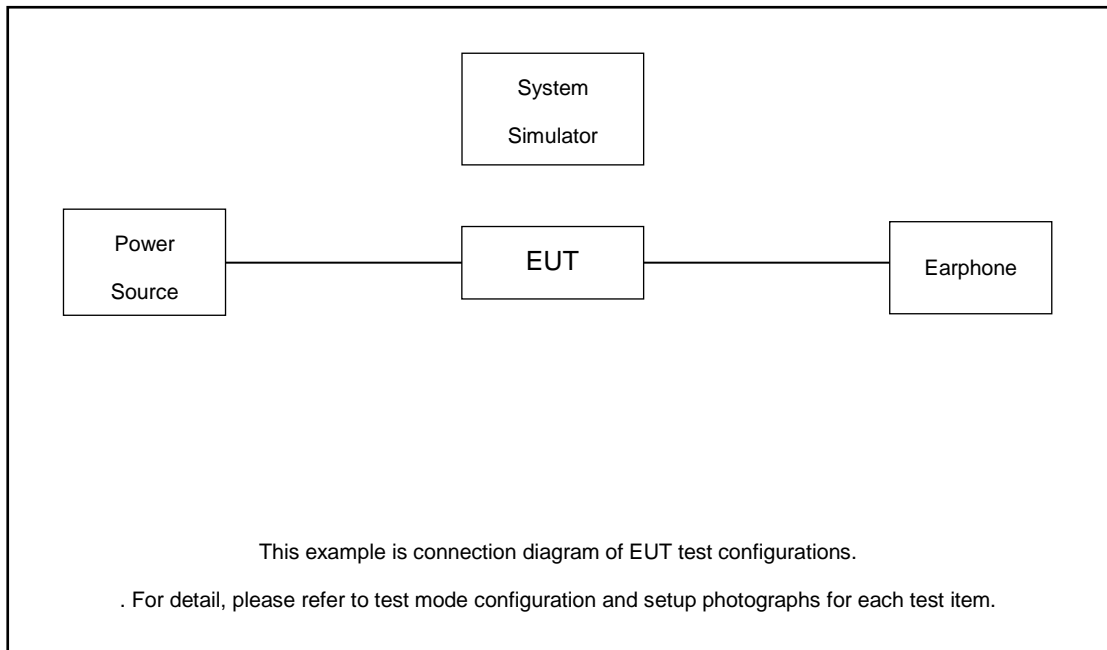 System
Simulator
Power
Source
EUT
Earphone
This example is connection diagram of EUT test configurations.
. For detail, please refer to test mode configuration and setup photographs for each test item.